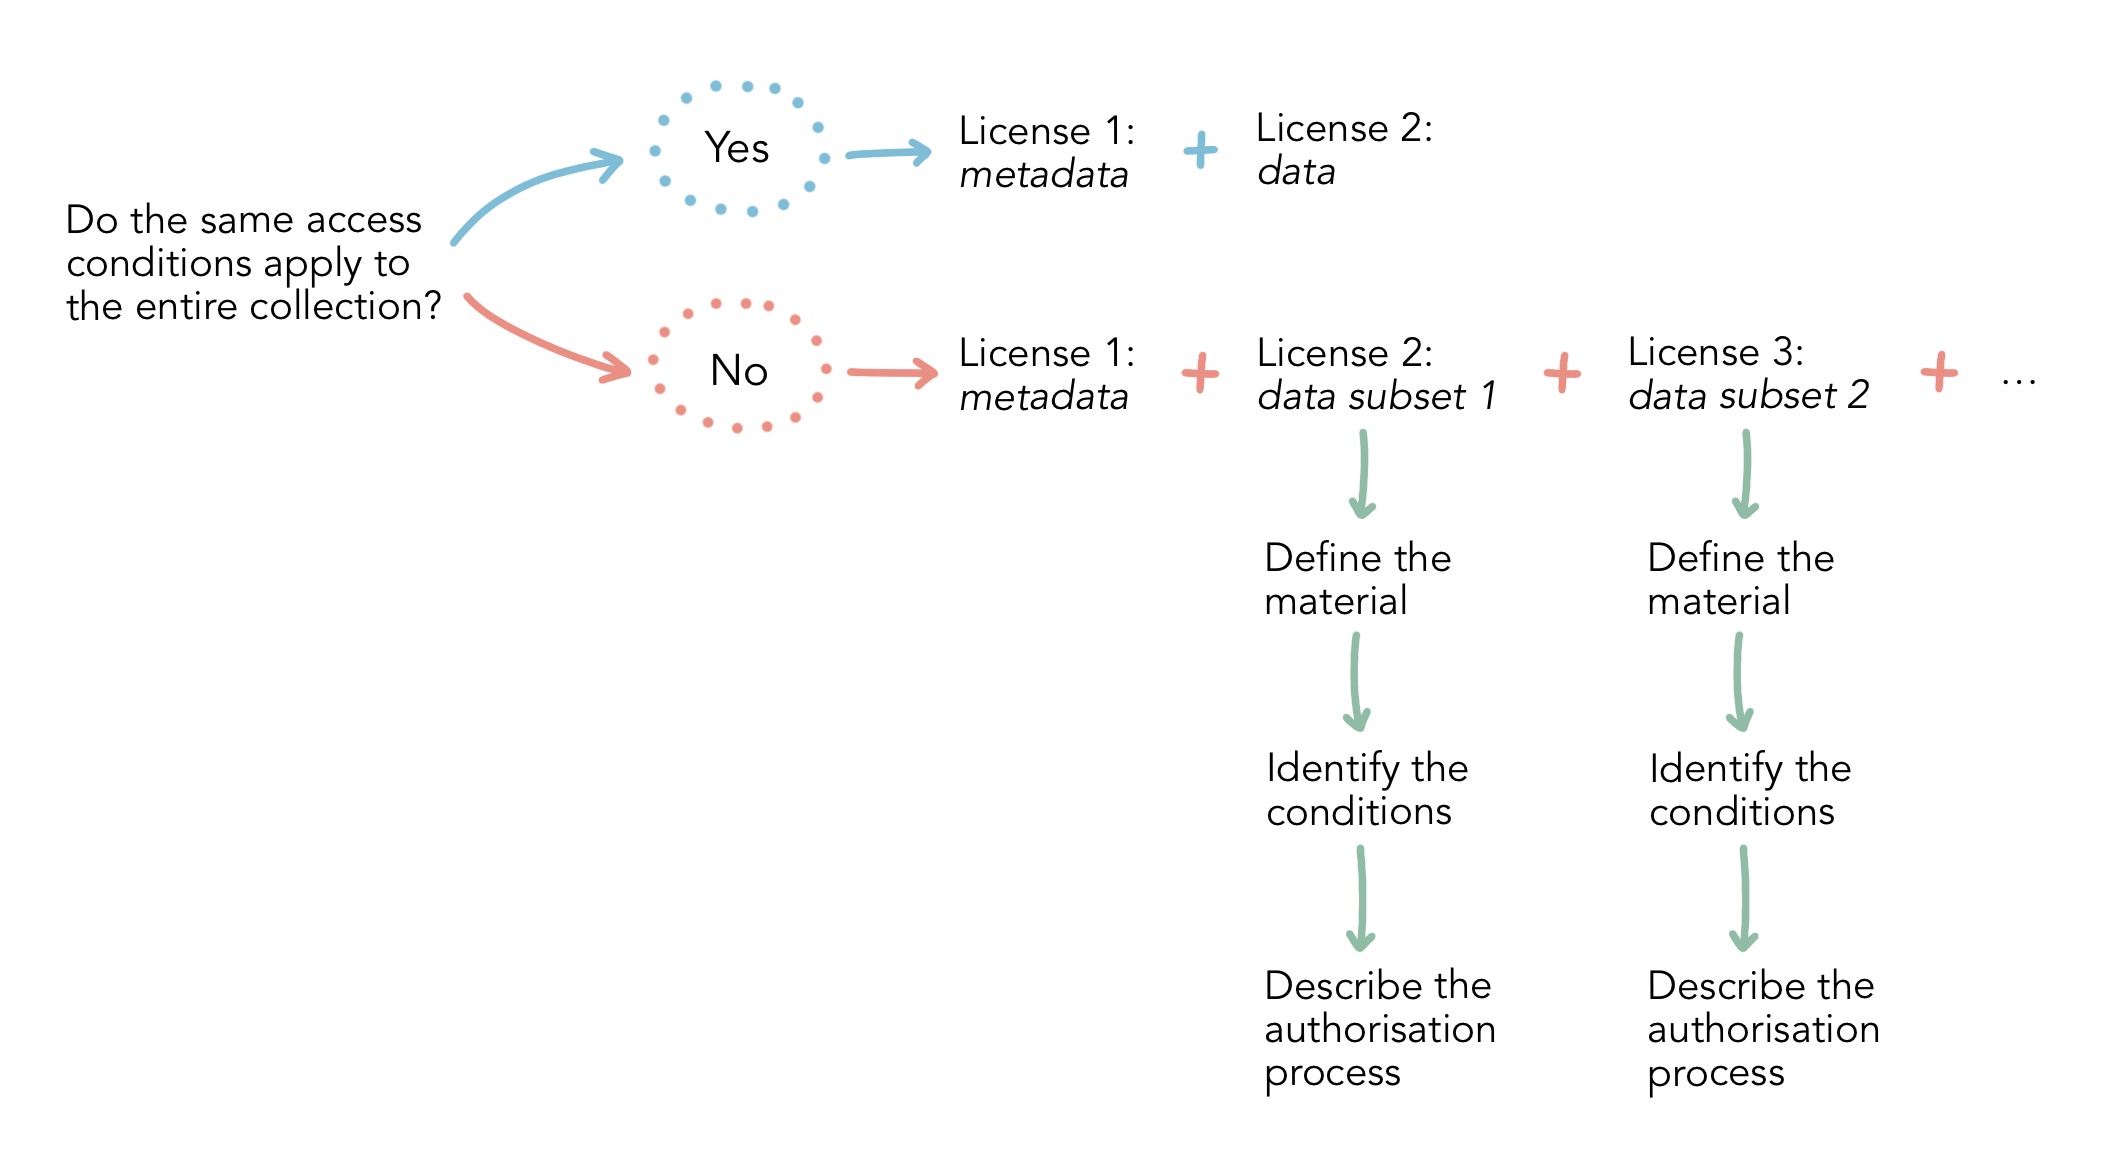 Do the same access
conditions apply to
the entire collection?
Yes
License 1:
metadata
+
License 2:
data
No
License 1:
metadata
+
License 2:
data subset 1
+
License 3:
data subset 2
+
...
Define the
material
Identify the
conditions
Describe the
authorisation
process
Define the
material
Identify the
conditions
Describe the
authorisation
process